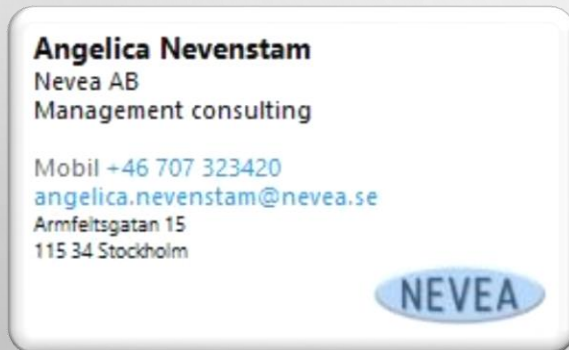 Angelica Nevenstam
Nevea AB
Management consulting
Mobil +46 707 323420
angelica.nevenstam@nevea.se
Armfeltsgatan 15
115 34 Stockholm
NEVEA